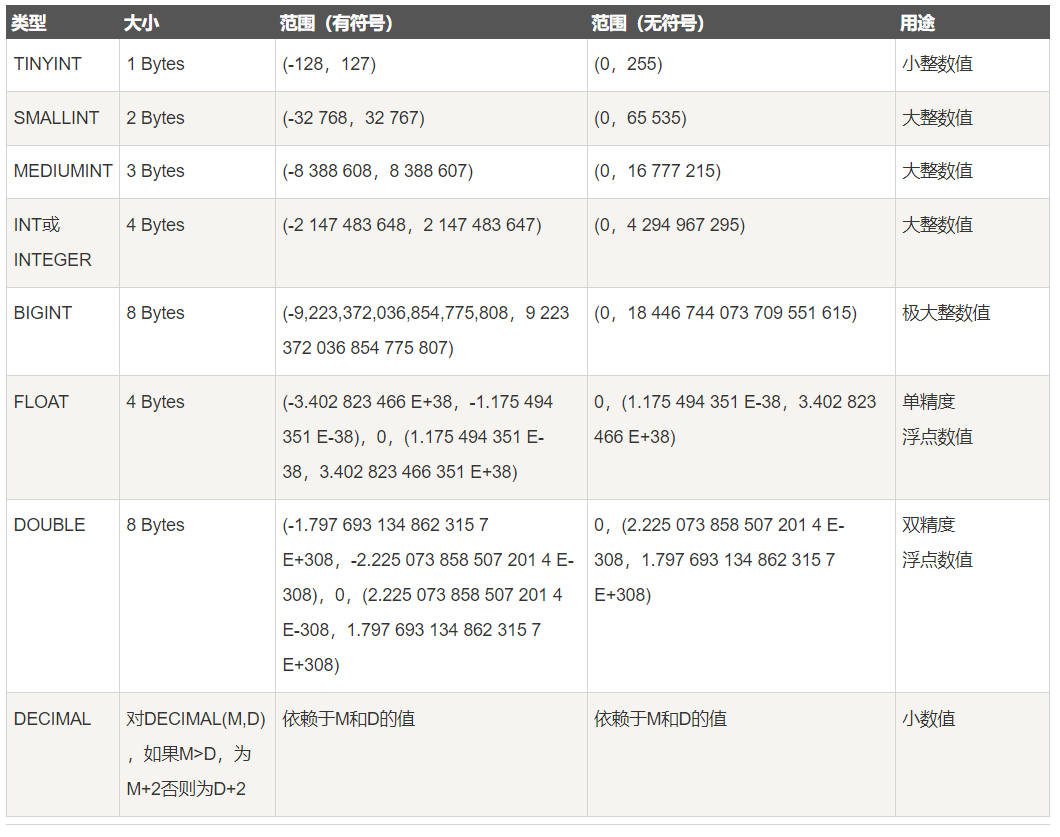 类型 大小 范围（有符号） 范围（无符号） 用途
TINYINT 1 Bytes (-128，127) (0，255) 小整数值
SMALLINT 2 Bytes (-32 768，32 767) (0，65 535) 大整数值
MEDIUMINT 3 Bytes (-8 388 608，8 388 607) (0，16 777 215) 大整数值
INT或 4 Bytes (-2 147 483 648，2 147 483 647) (0，4 294 967 295) 大整数值
INTEGER
BIGINT 8 Bytes (-9,223,372,036,854,775,808，9 223 (0，18 446 744 073 709 551 615) 极大整数值
372 036 854 775 807)
FLOAT 4 Bytes (-3.402 823 466 E+38，-1.175 494 0，(1.175 494 351 E-38，3.402 823 单精度
351 E-38)，0，(1.175 494 351 E- 466 E+38) 浮点数值
38，3.402 823 466 351 E+38)
DOUBLE 8 Bytes (-1.797 693 134 862 315 7 0，(2.225 073 858 507 201 4 E- 双精度
E+308，-2.225 073 858 507 201 4 E- 308，1.797 693 134 862 315 7 浮点数值
308)，0，(2.225 073 858 507 201 4 E+308)
E-308，1.797 693 134 862 315 7
E+308)
DECIMAL 对DECIMAL(M,D) 依赖于M和D的值 依赖于M和D的值 小数值
，如果M>D，为
M+2否则为D+2